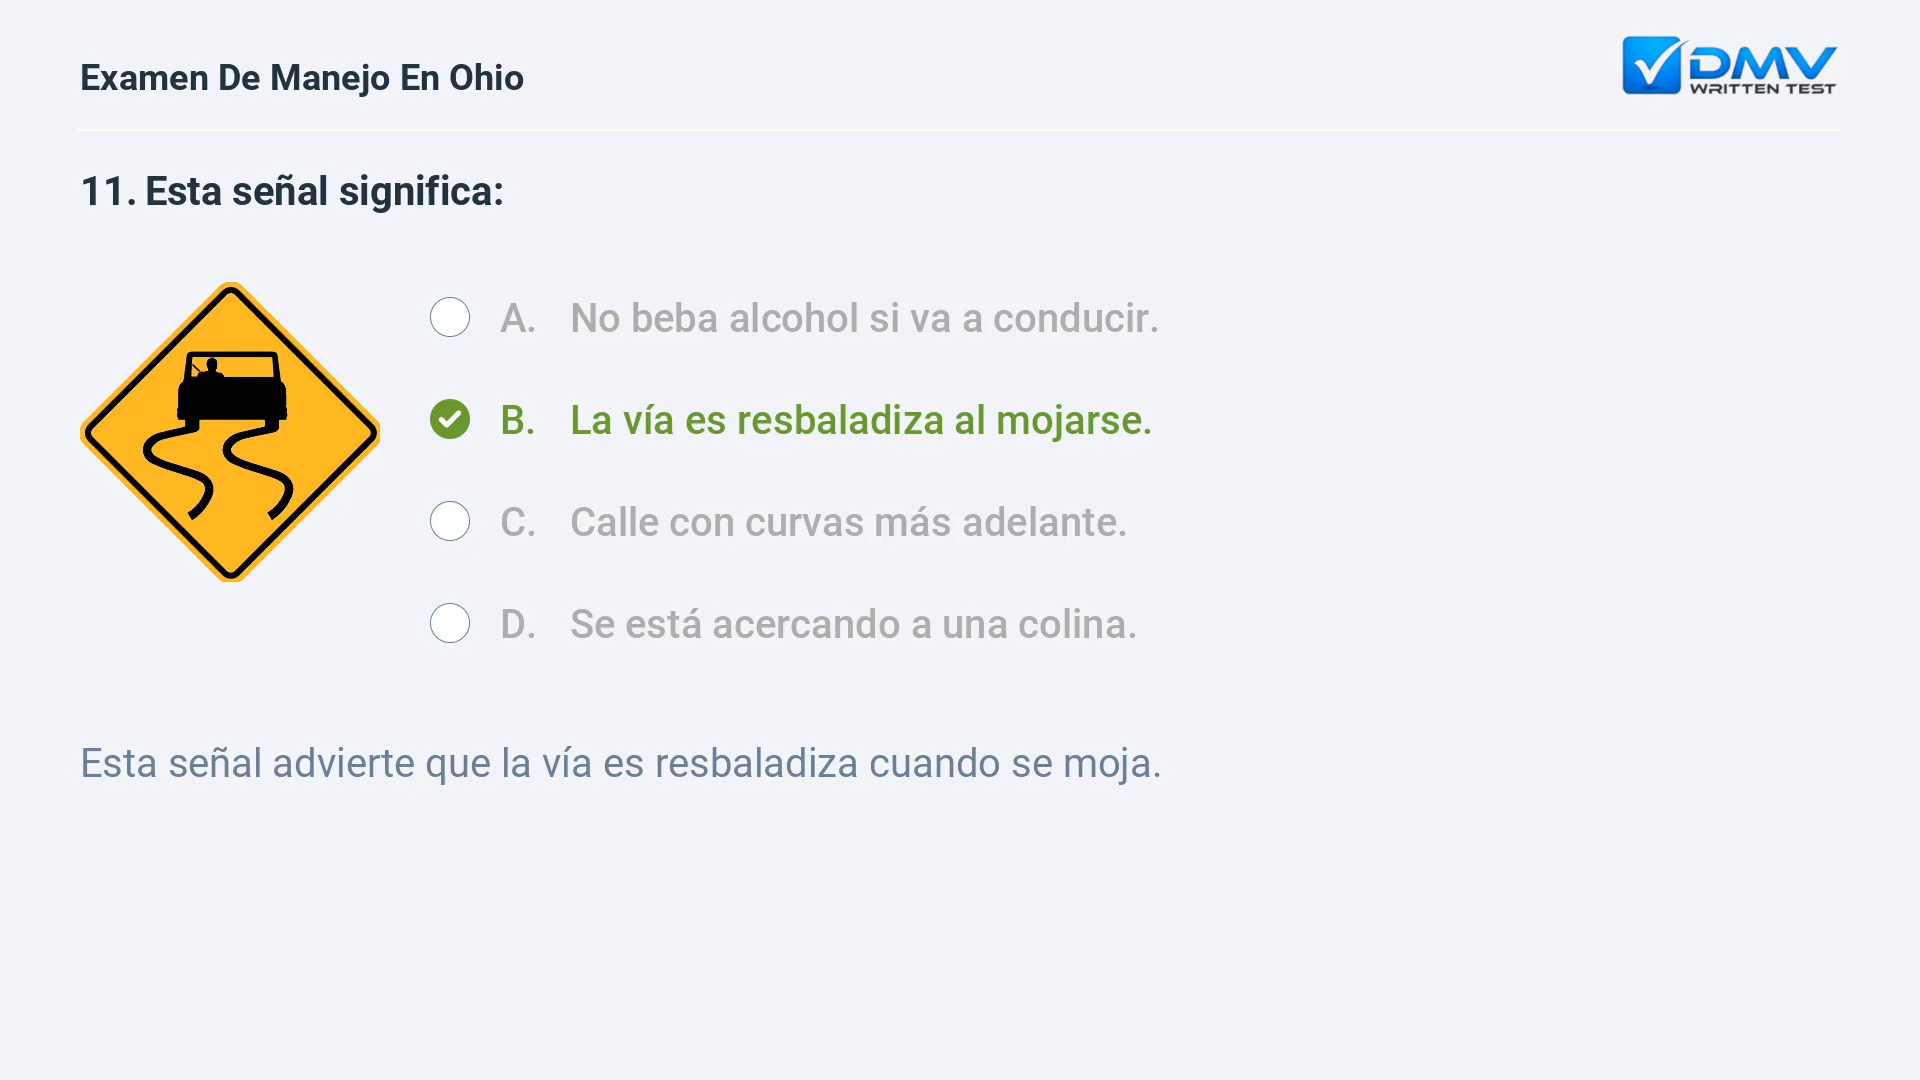 Examen De Manejo En Ohio
DMV
WRITTEN TEST
11. Esta señal significa:
A. No beba alcohol si va a conducir.
B. La vía es resbaladiza al mojarse.
C. Calle con curvas más adelante.
D. Se está acercando a una colina.
Esta señal advierte que la vía es resbaladiza cuando se moja.